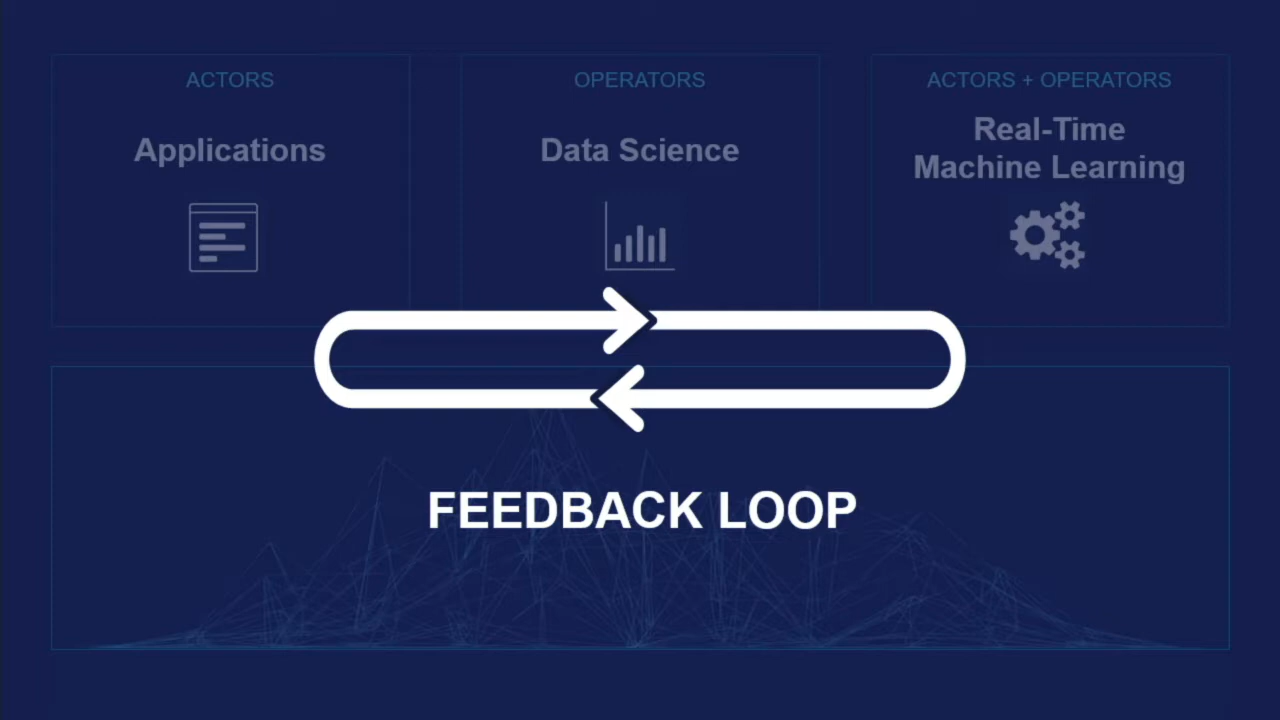 ACTORS
Applications
OPERATORS
Data Science
ACTORS + OPERATORS
Real-Time
Machine Learning
FEEDBACK LOOP